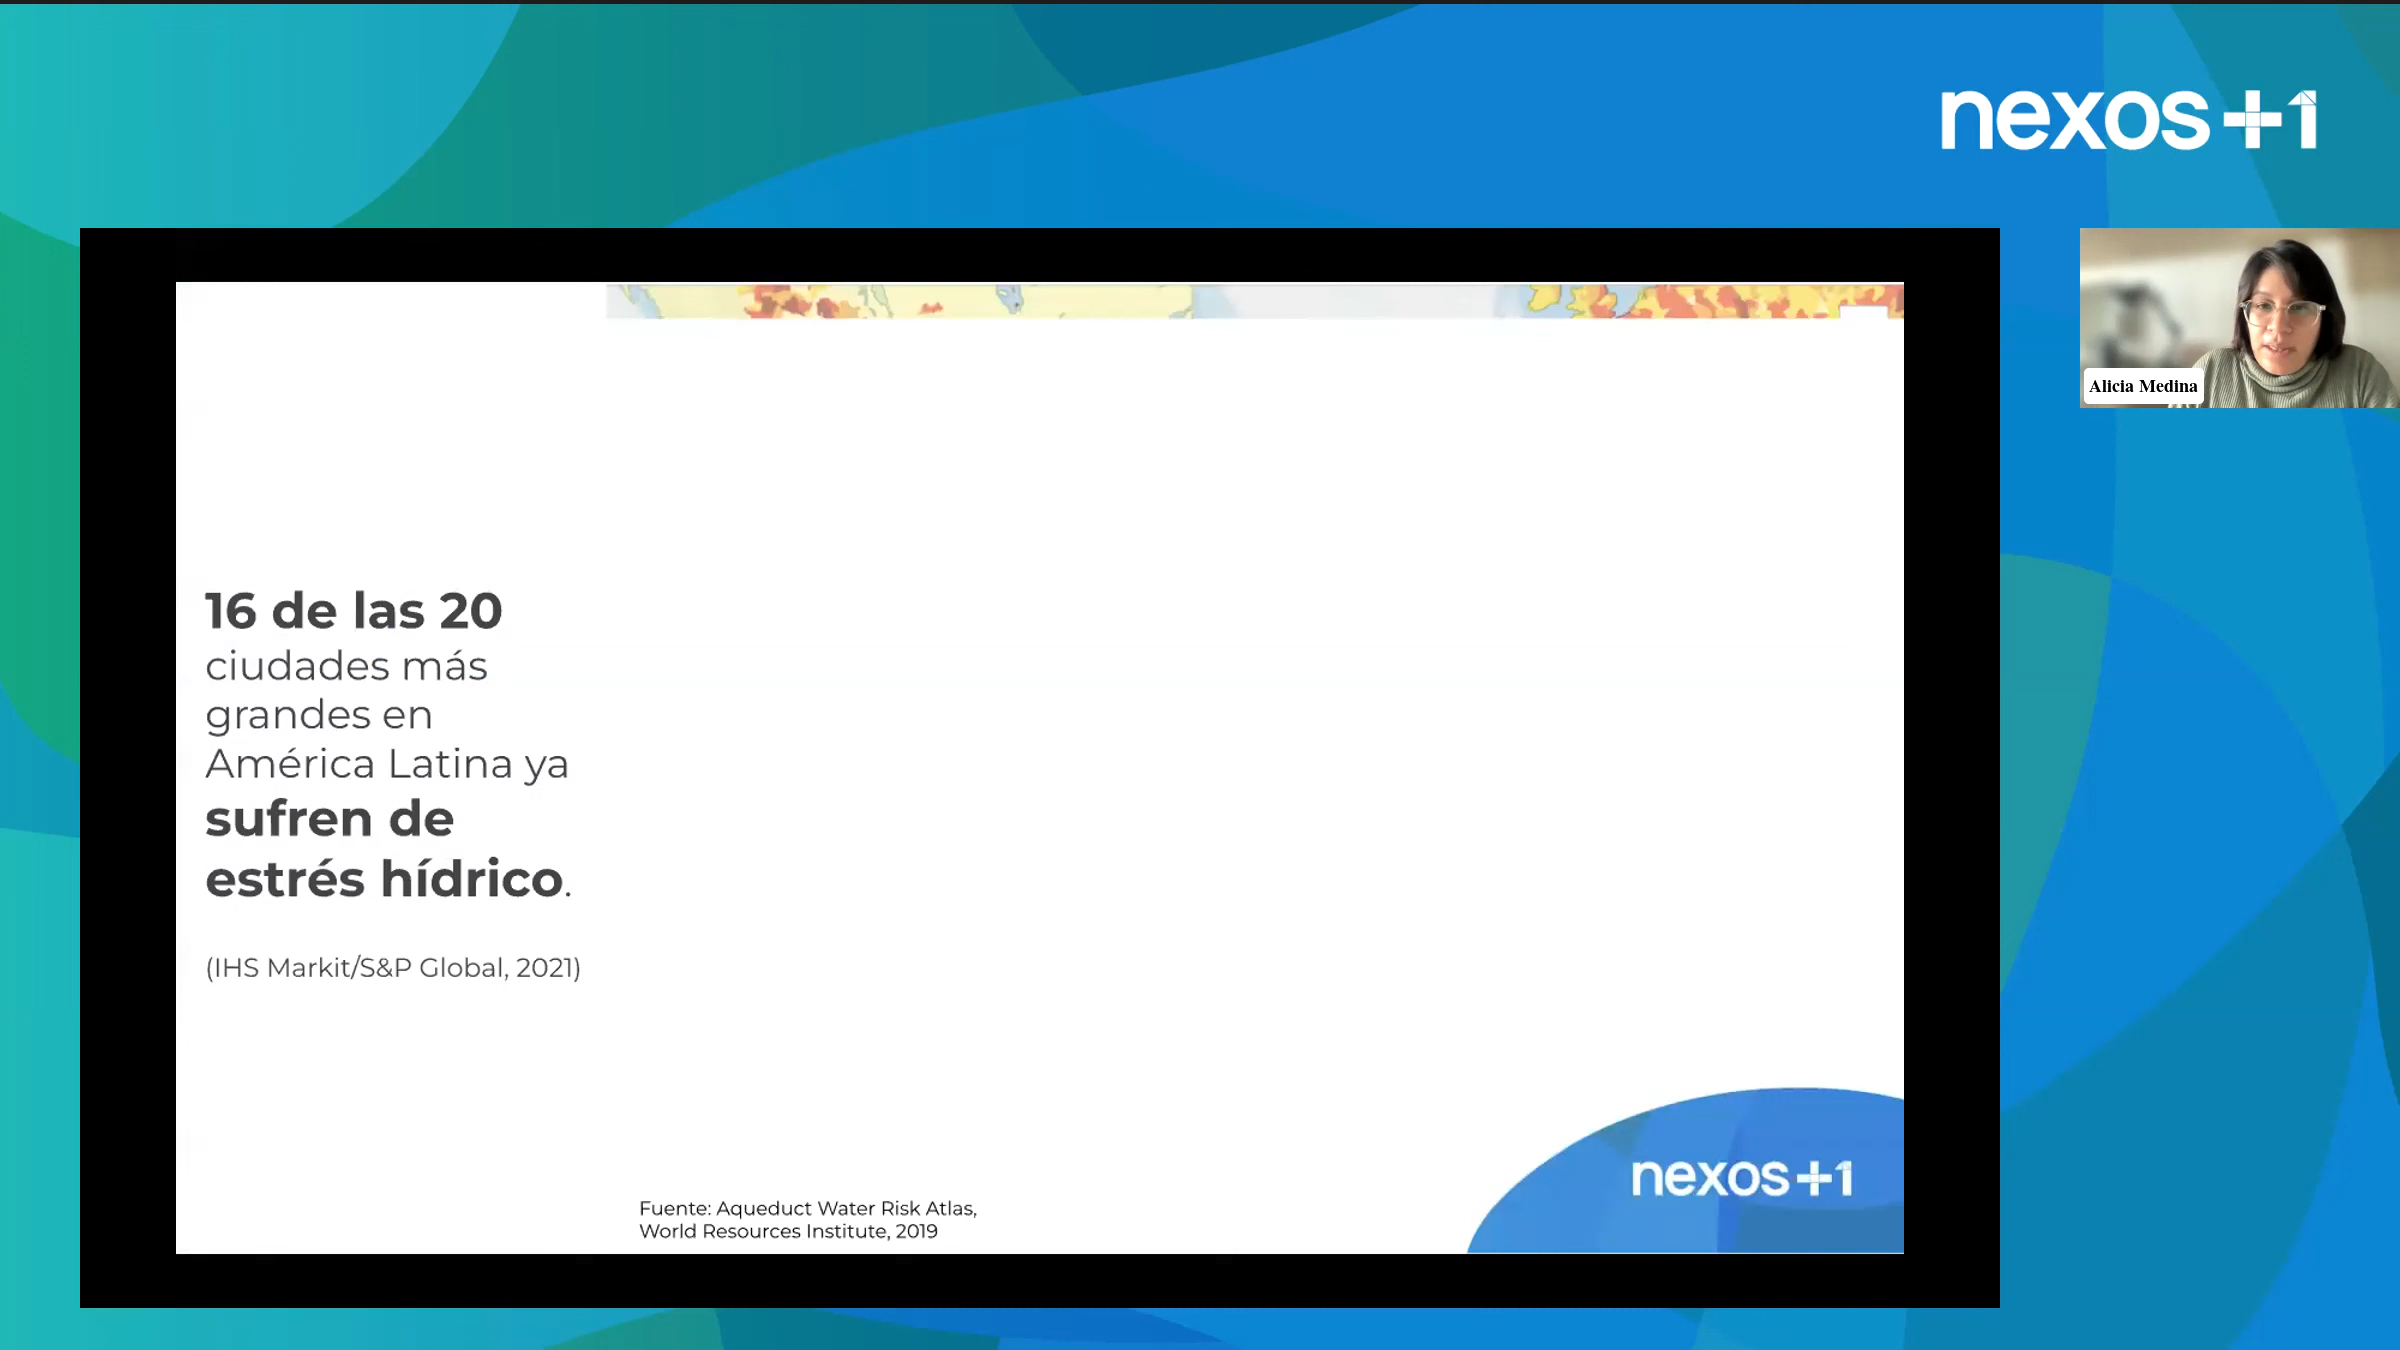 nexos+1
Alicia Medina
16 de las 20
ciudades más
grandes en
América Latina ya
sufren de
estrés hídrico.
(IHS Markit/S&P Global, 2021)
Fuente: Aqueduct Water Risk Atlas,
World Resources Institute, 2019
nexos+1